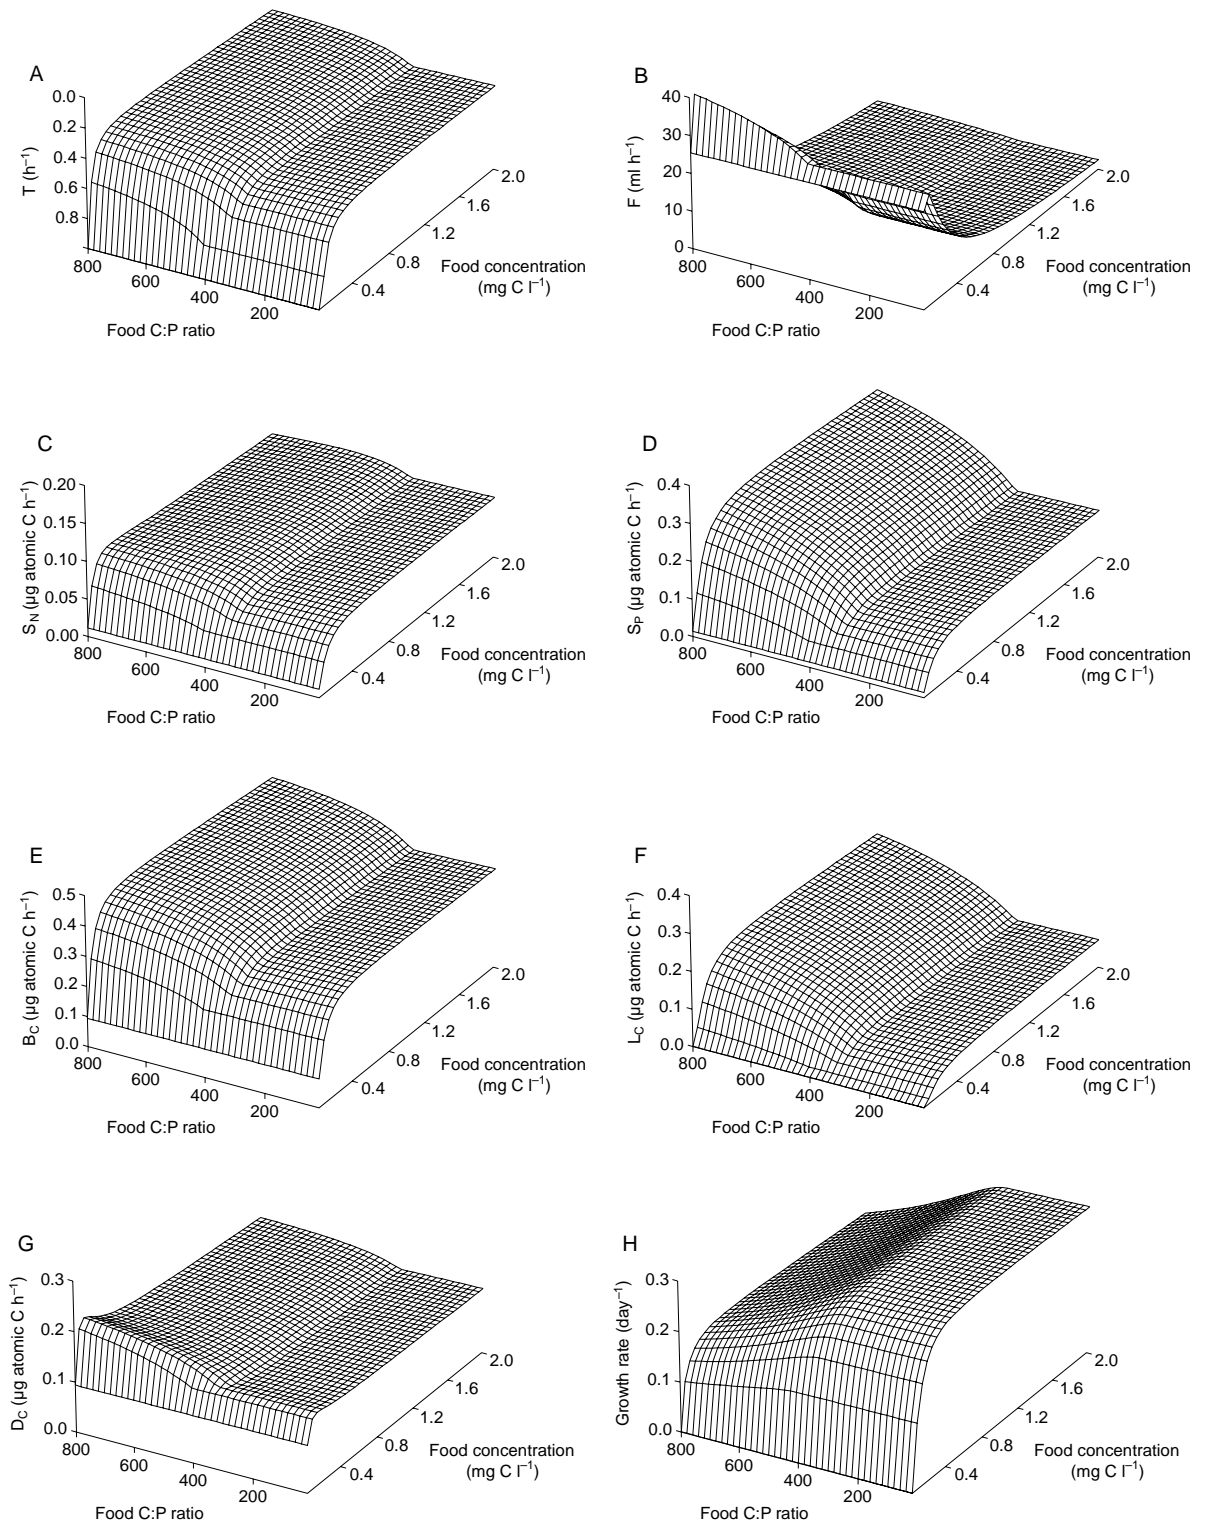 A
0.0
0.2
0.4
0.6
0.8
T (h⁻¹)
800
600
400
200
Food C:P ratio
0.4
0.8
1.2
1.6
2.0
Food concentration
(mg C l⁻¹)
B
40
30
20
10
0
F (ml h⁻¹)
800
600
400
200
Food C:P ratio
0.4
0.8
1.2
1.6
2.0
Food concentration
(mg C l⁻¹)
C
0.20
0.15
0.10
0.05
0.00
S_N (µg atomic C h⁻¹)
800
600
400
200
Food C:P ratio
0.4
0.8
1.2
1.6
2.0
Food concentration
(mg C l⁻¹)
D
0.4
0.3
0.2
0.1
0.0
S_P (µg atomic C h⁻¹)
800
600
400
200
Food C:P ratio
0.4
0.8
1.2
1.6
2.0
Food concentration
(mg C l⁻¹)
E
0.5
0.4
0.3
0.2
0.1
0.0
B_C (µg atomic C h⁻¹)
800
600
400
200
Food C:P ratio
0.4
0.8
1.2
1.6
2.0
Food concentration
(mg C l⁻¹)
F
0.4
0.3
0.2
0.1
0.0
L_C (µg atomic C h⁻¹)
800
600
400
200
Food C:P ratio
0.4
0.8
1.2
1.6
2.0
Food concentration
(mg C l⁻¹)
G
0.3
0.2
0.1
0.0
D_C (µg atomic C h⁻¹)
800
600
400
200
Food C:P ratio
0.4
0.8
1.2
1.6
2.0
Food concentration
(mg C l⁻¹)
H
0.3
0.2
0.1
0.0
Growth rate (day⁻¹)
800
600
400
200
Food C:P ratio
0.4
0.8
1.2
1.6
2.0
Food concentration
(mg C l⁻¹)